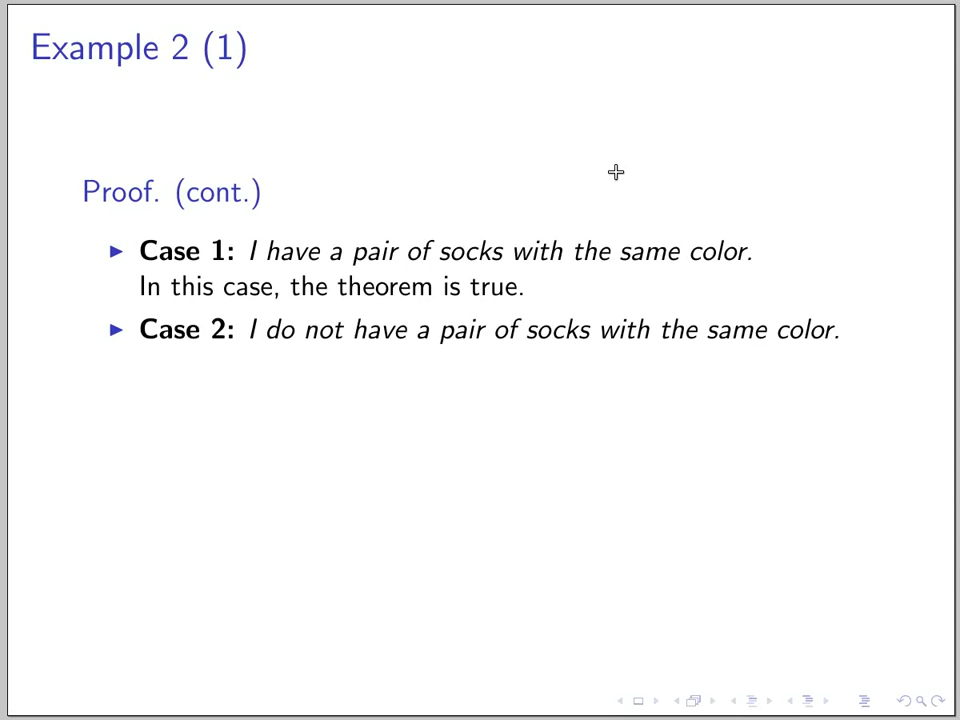 Example 2 (1)
Proof. (cont.)
Case 1: I have a pair of socks with the same color.
In this case, the theorem is true.
Case 2: I do not have a pair of socks with the same color.